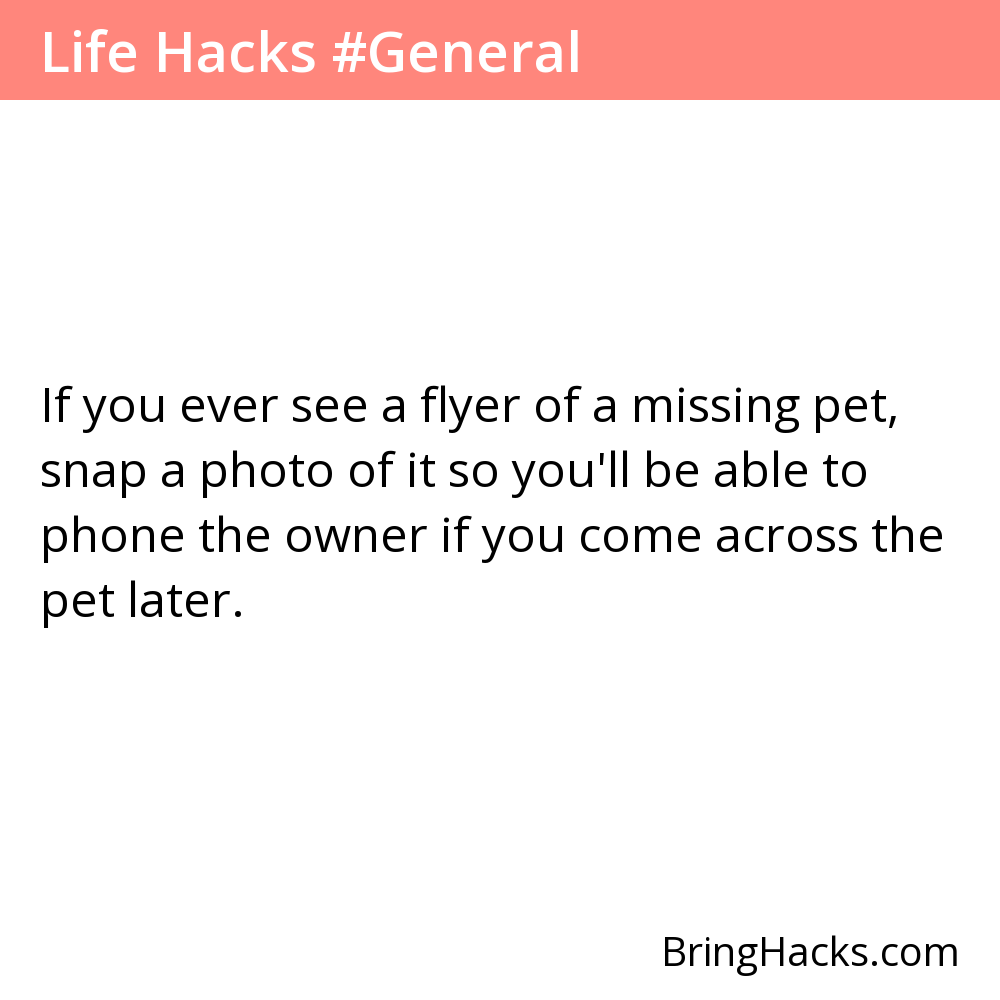 Life Hacks #General
If you ever see a flyer of a missing pet,
snap a photo of it so you'll be able to
phone the owner if you come across the
pet later.
BringHacks.com